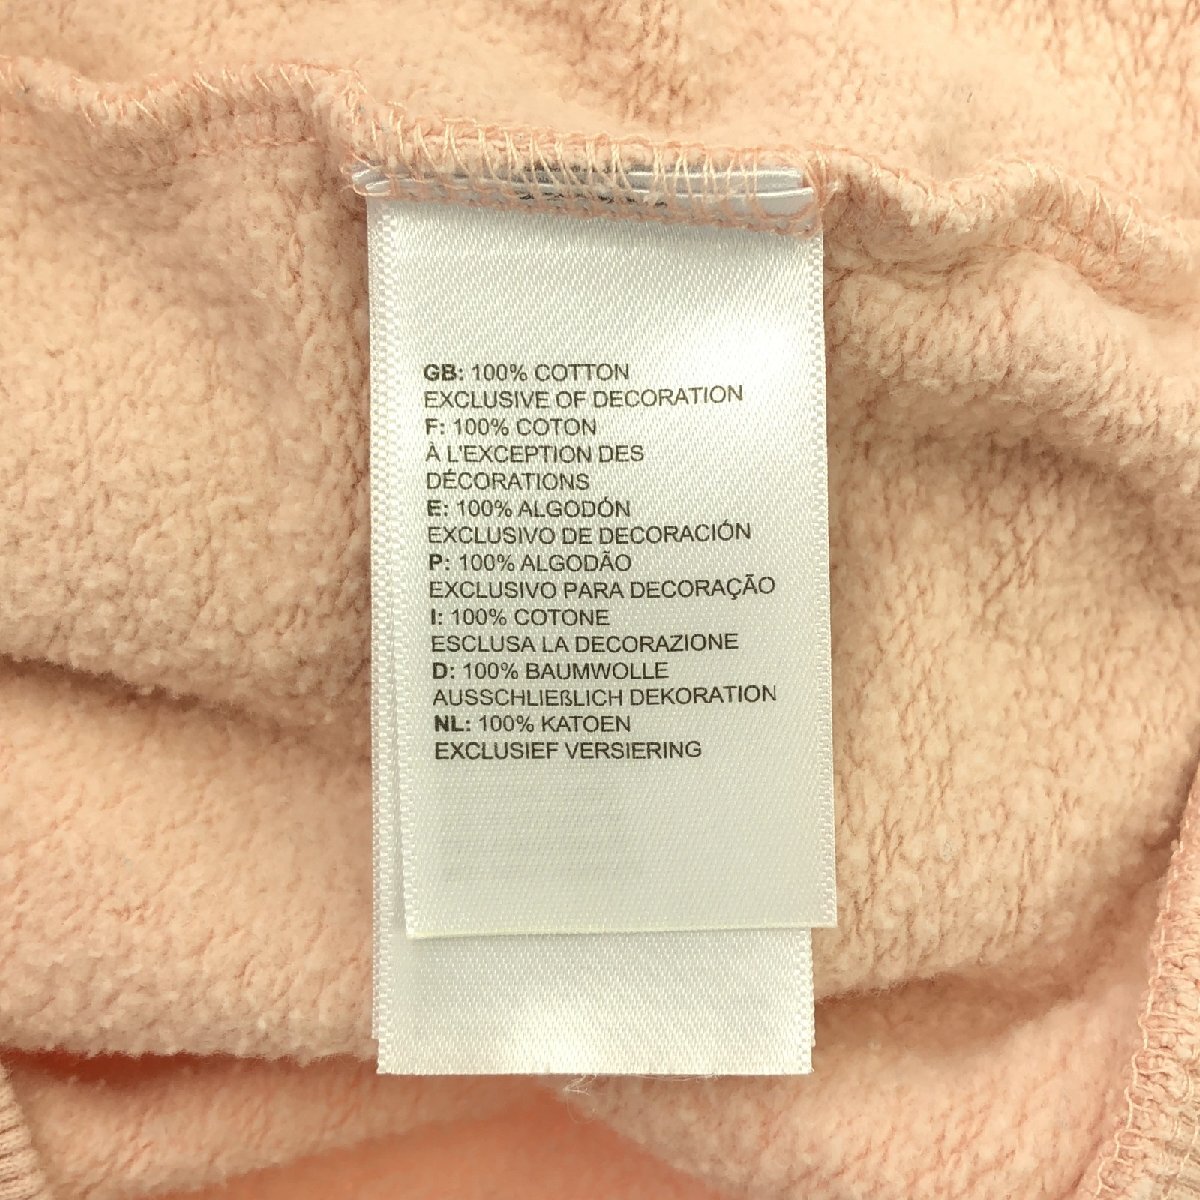 GB: 100% COTTON
EXCLUSIVE OF DECORATION
F: 100% COTON
À L'EXCEPTION DES
DÉCORATIONS
E: 100% ALGODÓN
EXCLUSIVO DE DECORACIÓN
P: 100% ALGODÃO
EXCLUSIVO PARA DECORAÇÃO
I: 100% COTONE
ESCLUSA LA DECORAZIONE
D: 100% BAUMWOLLE
AUSSCHLIEßLICH DEKORATION
NL: 100% KATOEN
EXCLUSIEF VERSIERING